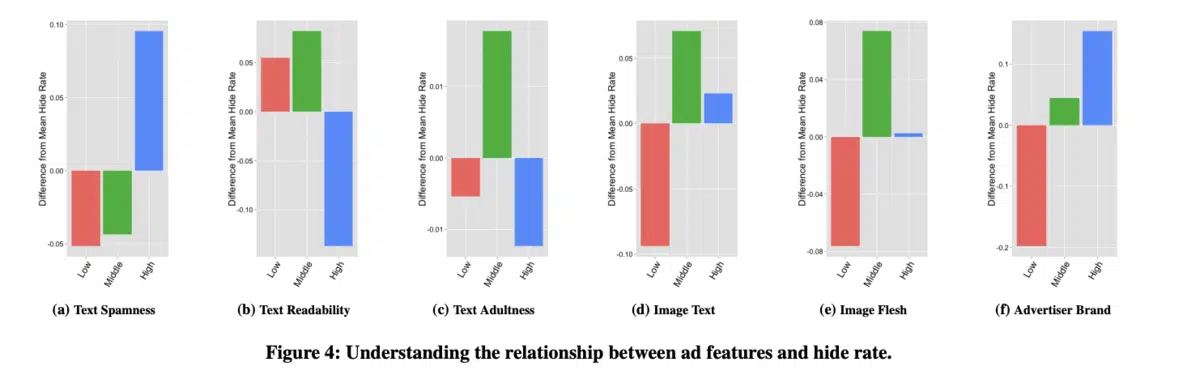 Difference from Mean Hide Rate
0.10
0.05
0.00
-0.05
Low
Middle
High
(a) Text Spamness
Difference from Mean Hide Rate
0.05
0.00
-0.05
-0.10
Low
Middle
High
(b) Text Readability
Difference from Mean Hide Rate
0.01
0.00
-0.01
Low
Middle
High
(c) Text Adultness
Difference from Mean Hide Rate
0.05
0.00
-0.05
-0.10
Low
Middle
High
(d) Image Text
Difference from Mean Hide Rate
0.08
0.04
0.00
-0.04
-0.08
Low
Middle
High
(e) Image Flesh
Difference from Mean Hide Rate
0.1
0.0
-0.1
-0.2
Low
Middle
High
(f) Advertiser Brand
Figure 4: Understanding the relationship between ad features and hide rate.